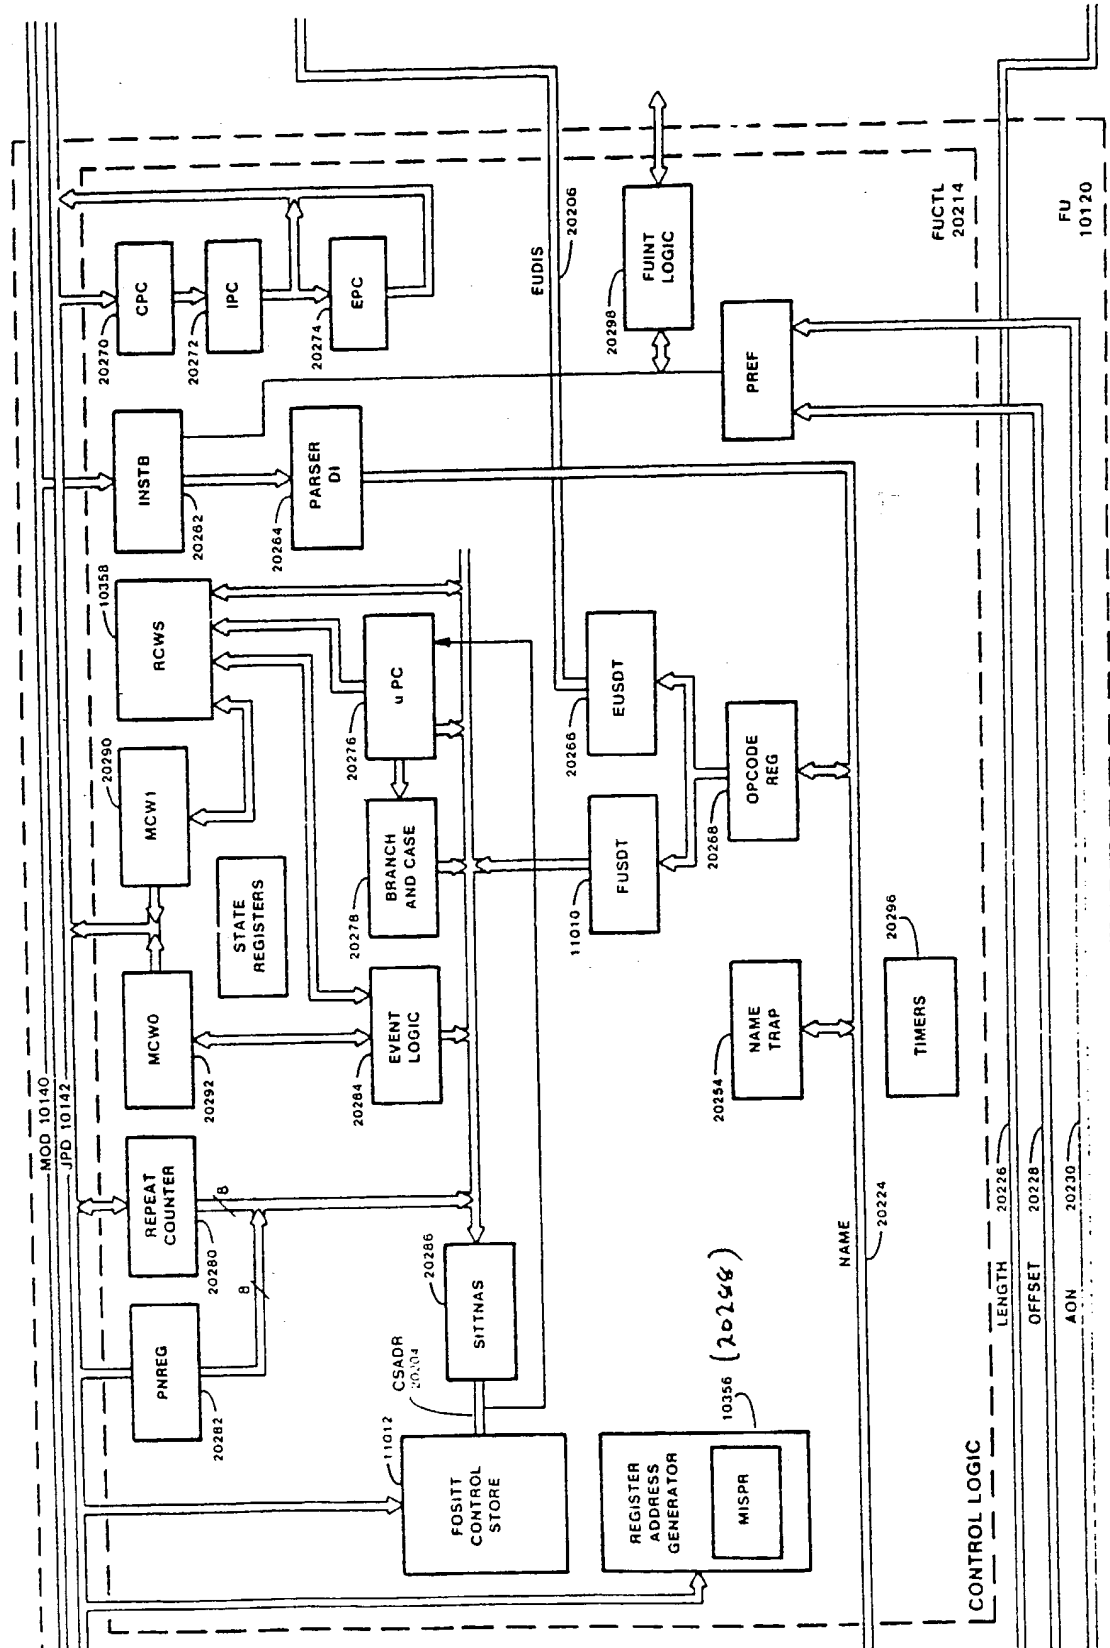 MOD 10140
JPD 10142
PNREG
20282
REPEAT
COUNTER
20280
8
8
MCW0
20292
MCW1
20290
STATE
REGISTERS
RCWS
10358
INSTB
20262
PARSER
DI
20264
CPC
20270
IPC
20272
EPC
20274
FOSITT
CONTROL
STORE
11012
CSADR
20204
SITTNAS
20286
EVENT
LOGIC
20284
BRANCH
AND CASE
20278
u PC
20276
EUDIS
20206
FUINT
LOGIC
20298
REGISTER
ADDRESS
GENERATOR
MISPR
10356 (20288)
NAME
TRAP
20254
FUSDT
11010
EUSDT
20266
OPCODE
REG
20268
PREF
NAME
20224
TIMERS
20296
CONTROL LOGIC
FUCTL
20214
LENGTH
20226
OFFSET
20228
AON
20230
FU
10120